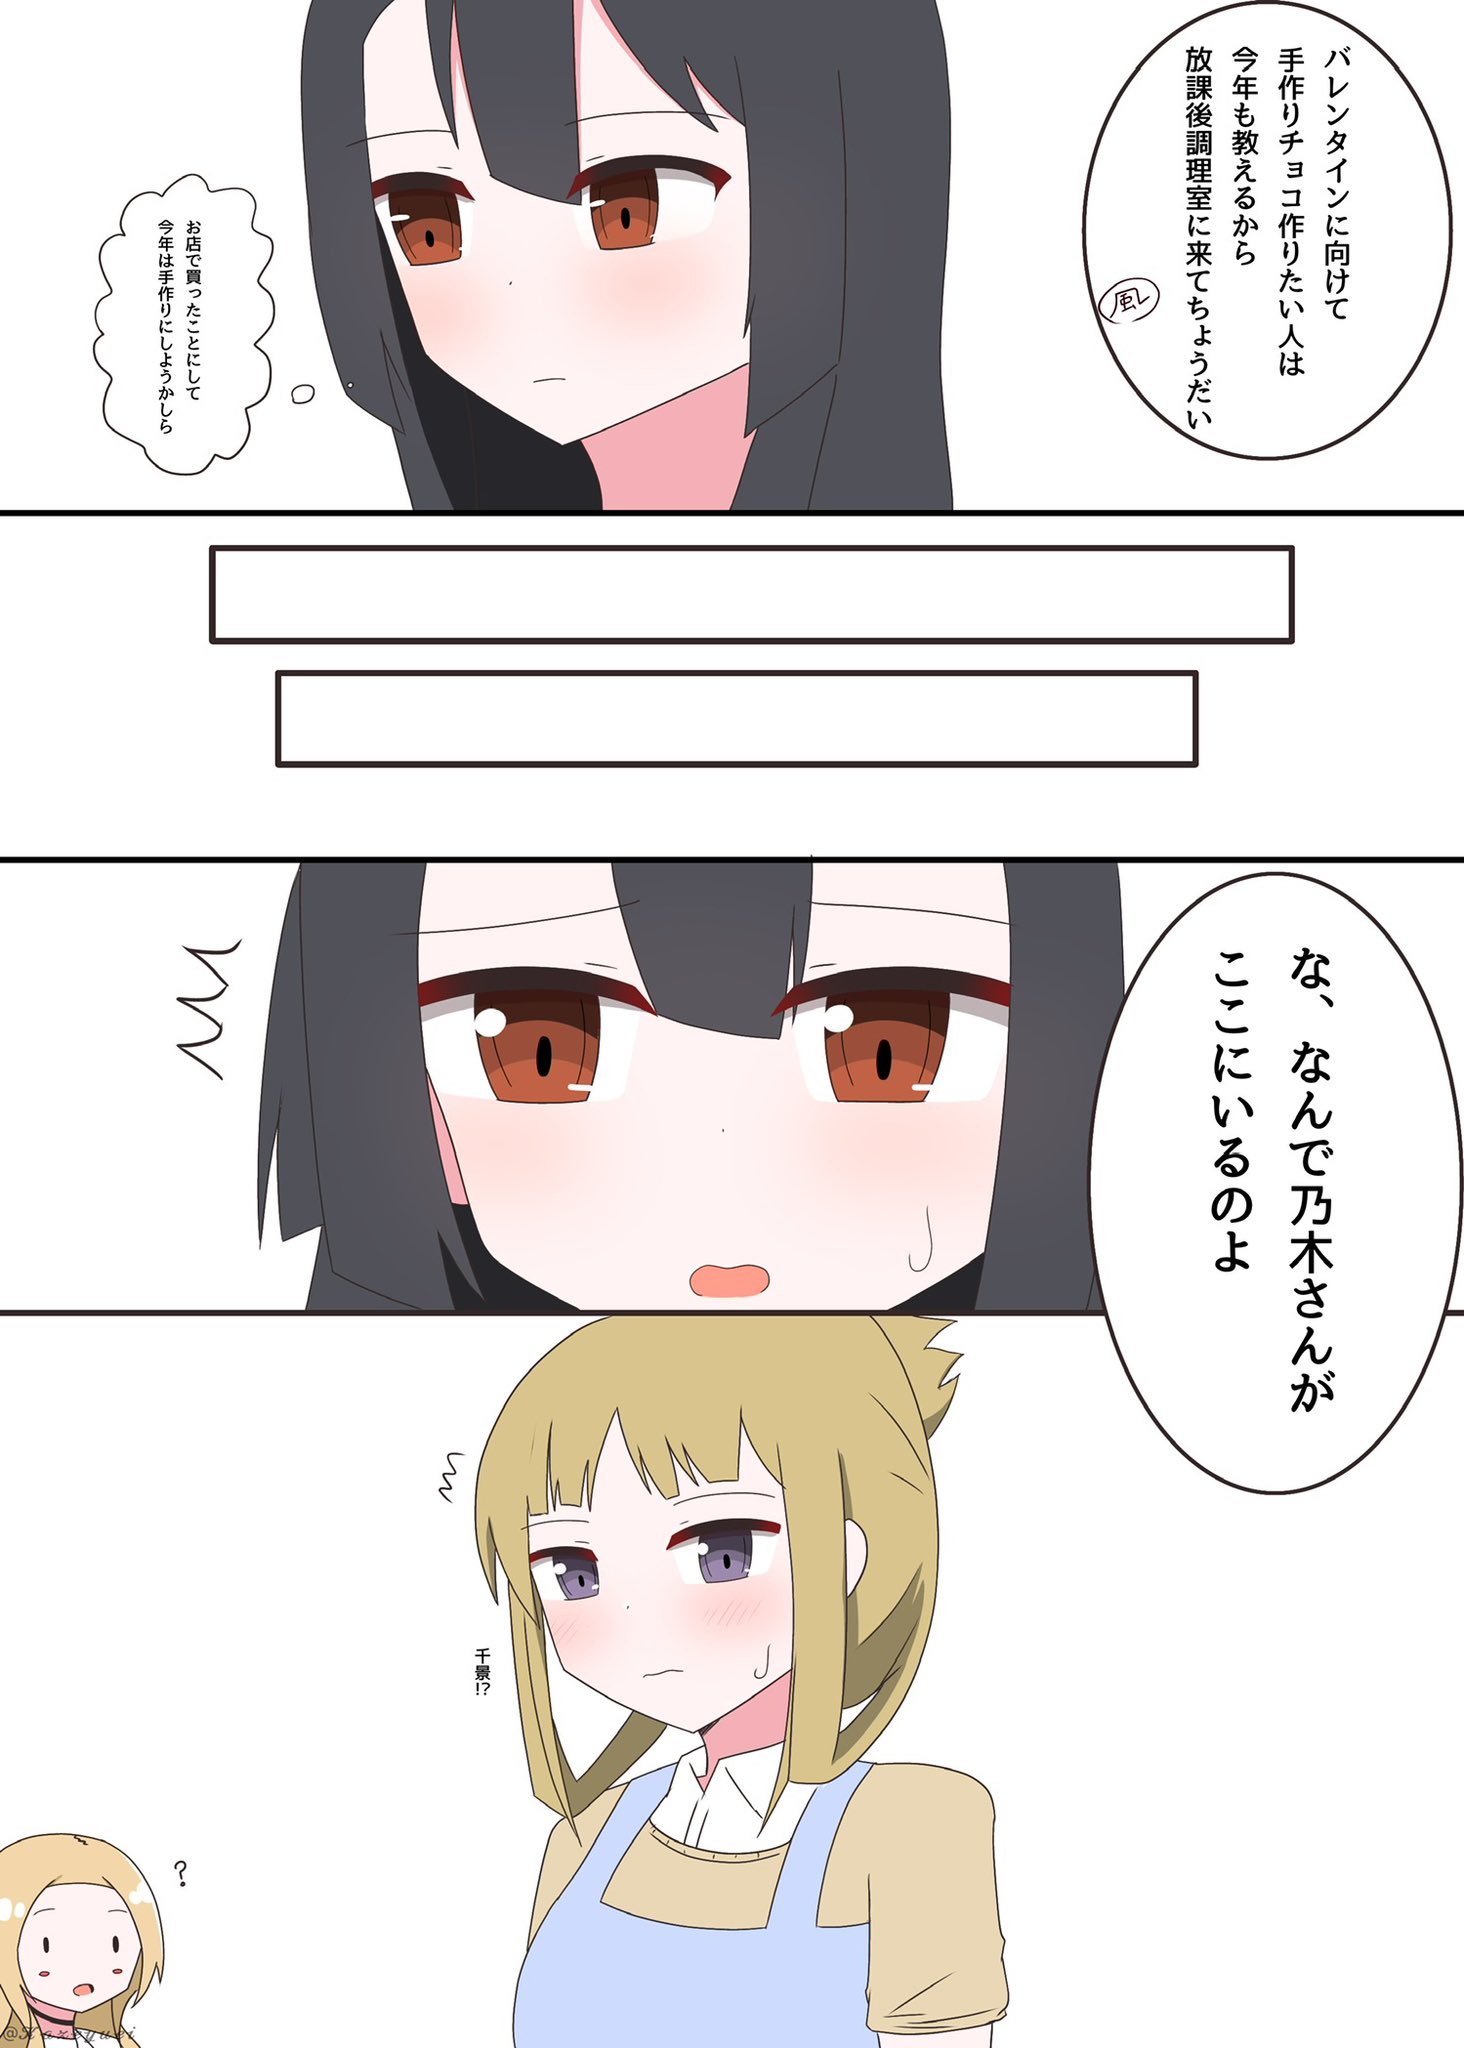 バレンタインに向けて
手作りチョコ作りたい人は
今年も教えるから
放課後調理室に来てちょうだい
風
お店で買ったことにして
今年は手作りにしようかしら
な、なんで乃木さんが
ここにいるのよ
千景!?
?
@Kazeyuki